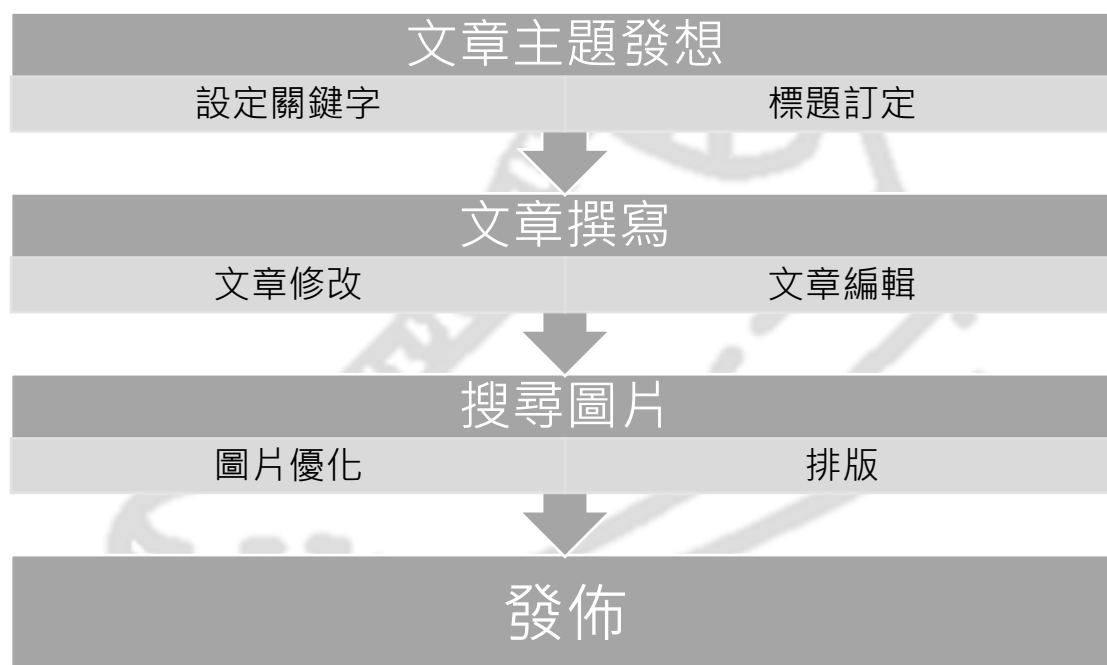 文章主題發想
設定關鍵字 標題訂定
文章撰寫
文章修改 文章編輯
搜尋圖片
圖片優化 排版
發佈